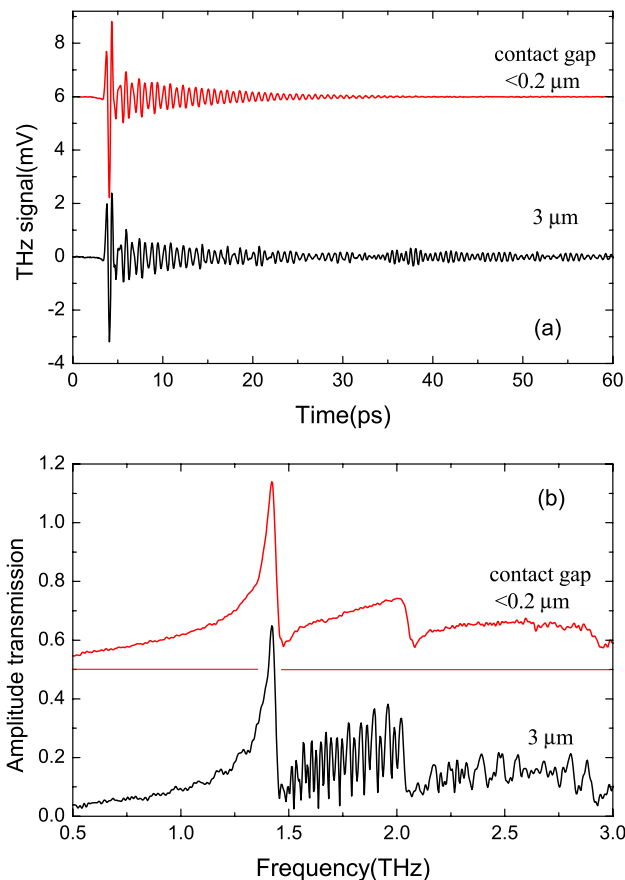 8
6
4
2
0
-2
-4
THz signal(mV)
contact gap
<0.2 μm
3 μm
(a)
0 10 20 30 40 50 60
Time(ps)
1.2
1.0
0.8
0.6
0.4
0.2
0.0
Amplitude transmission
(b)
contact gap
<0.2 μm
3 μm
0.5 1.0 1.5 2.0 2.5 3.0
Frequency(THz)